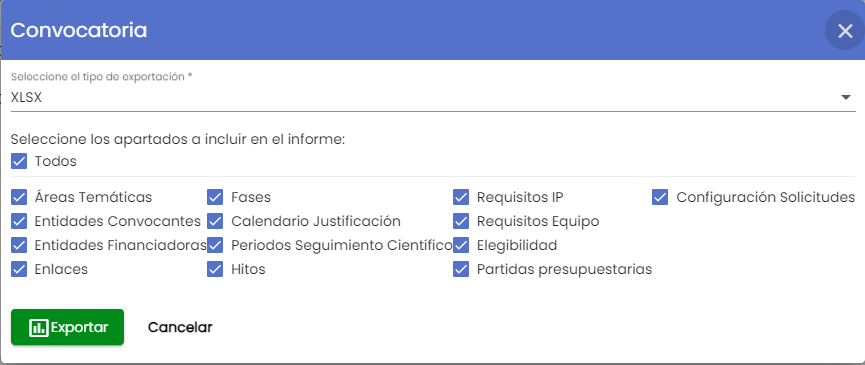 Convocatoria
Seleccione el tipo de exportación *
XLSX
Seleccione los apartados a incluir en el informe:
Todos
Áreas Temáticas Fases Requisitos IP Configuración Solicitudes
Entidades Convocantes Calendario Justificación Requisitos Equipo
Entidades Financiadoras Periodos Seguimiento Científico Elegibilidad
Enlaces Hitos Partidas presupuestarias
Exportar Cancelar